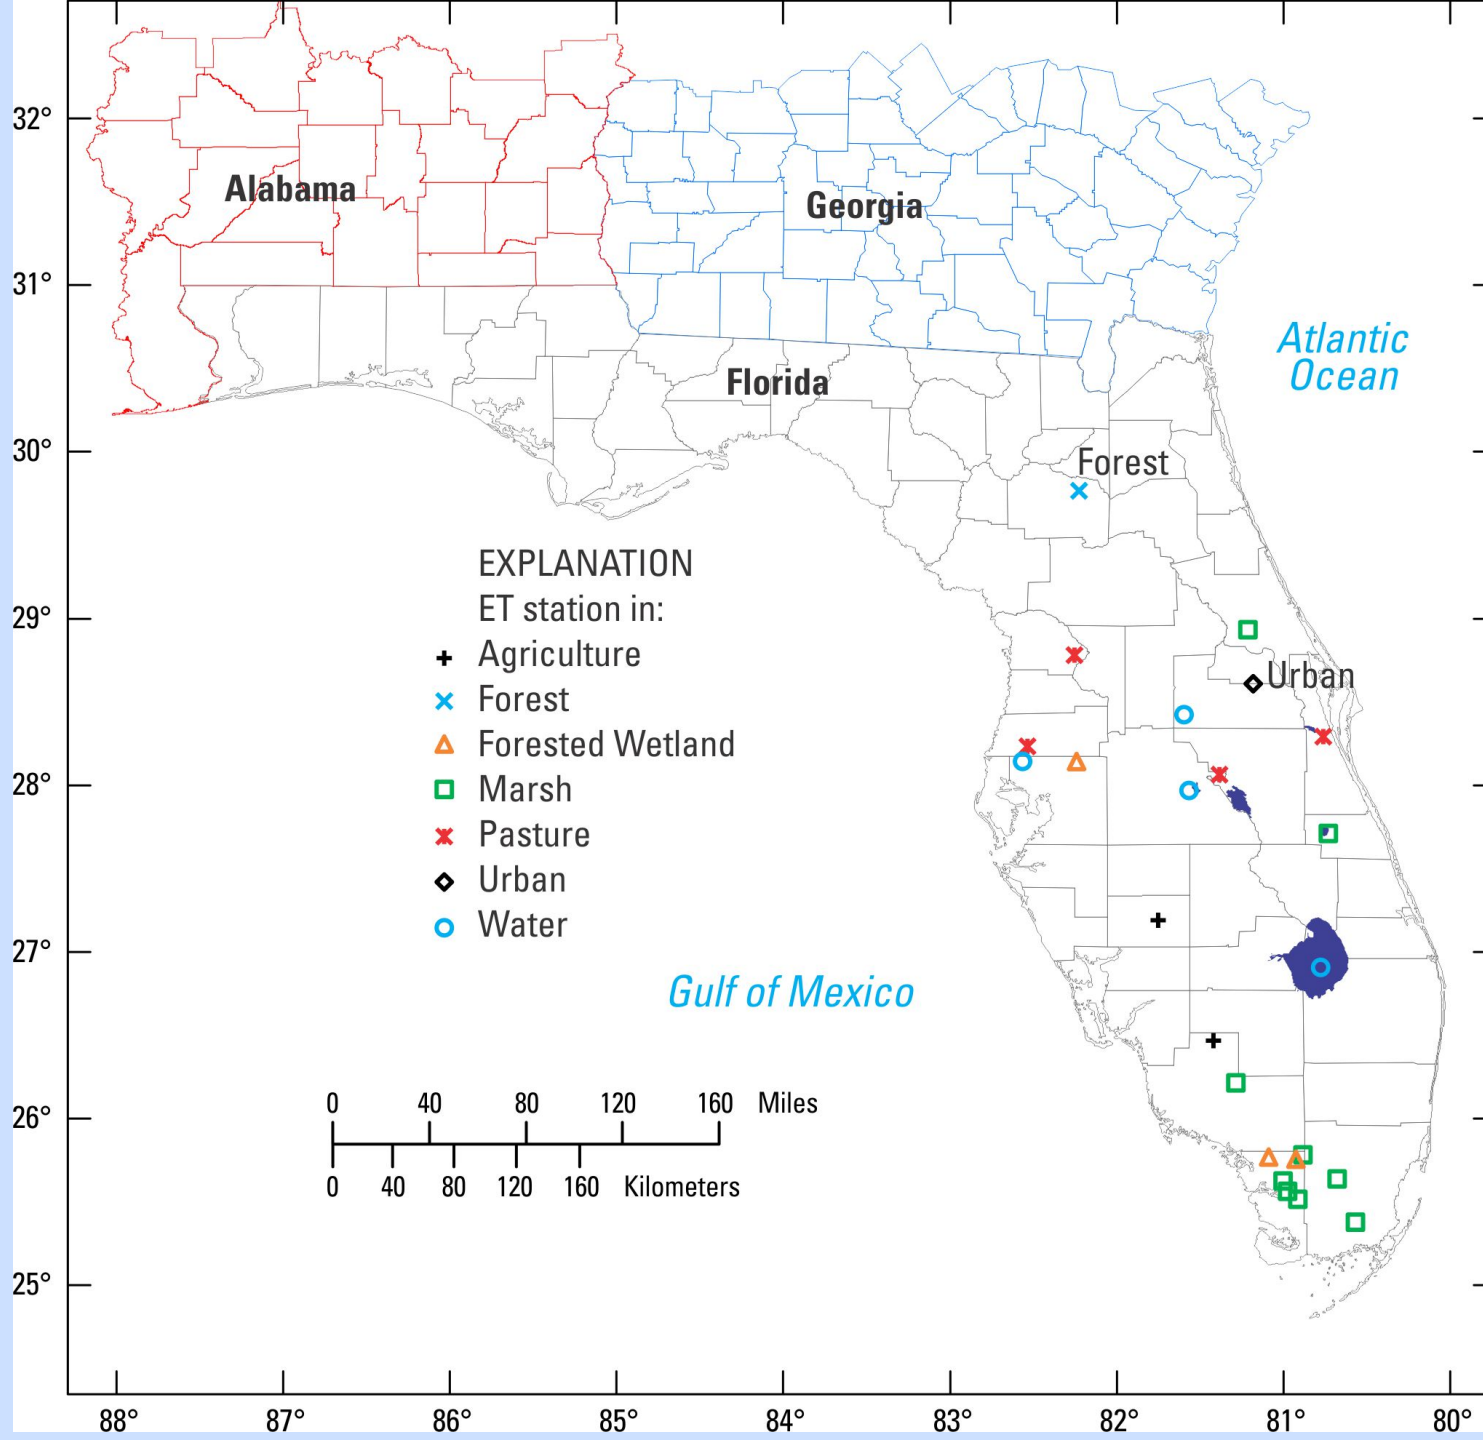 32°
Alabama
Georgia
31°
Atlantic
Ocean
Florida
30°
Forest
EXPLANATION
ET station in:
29°
Agriculture
Urban
Forest
Forested Wetland
28°
Marsh
Pasture
Urban
Water
27°
Gulf of Mexico
0 40 80 120 160 Miles
26°
0 40 80 120 160 Kilometers
25°
88° 87° 86° 85° 84° 83° 82° 81° 80°